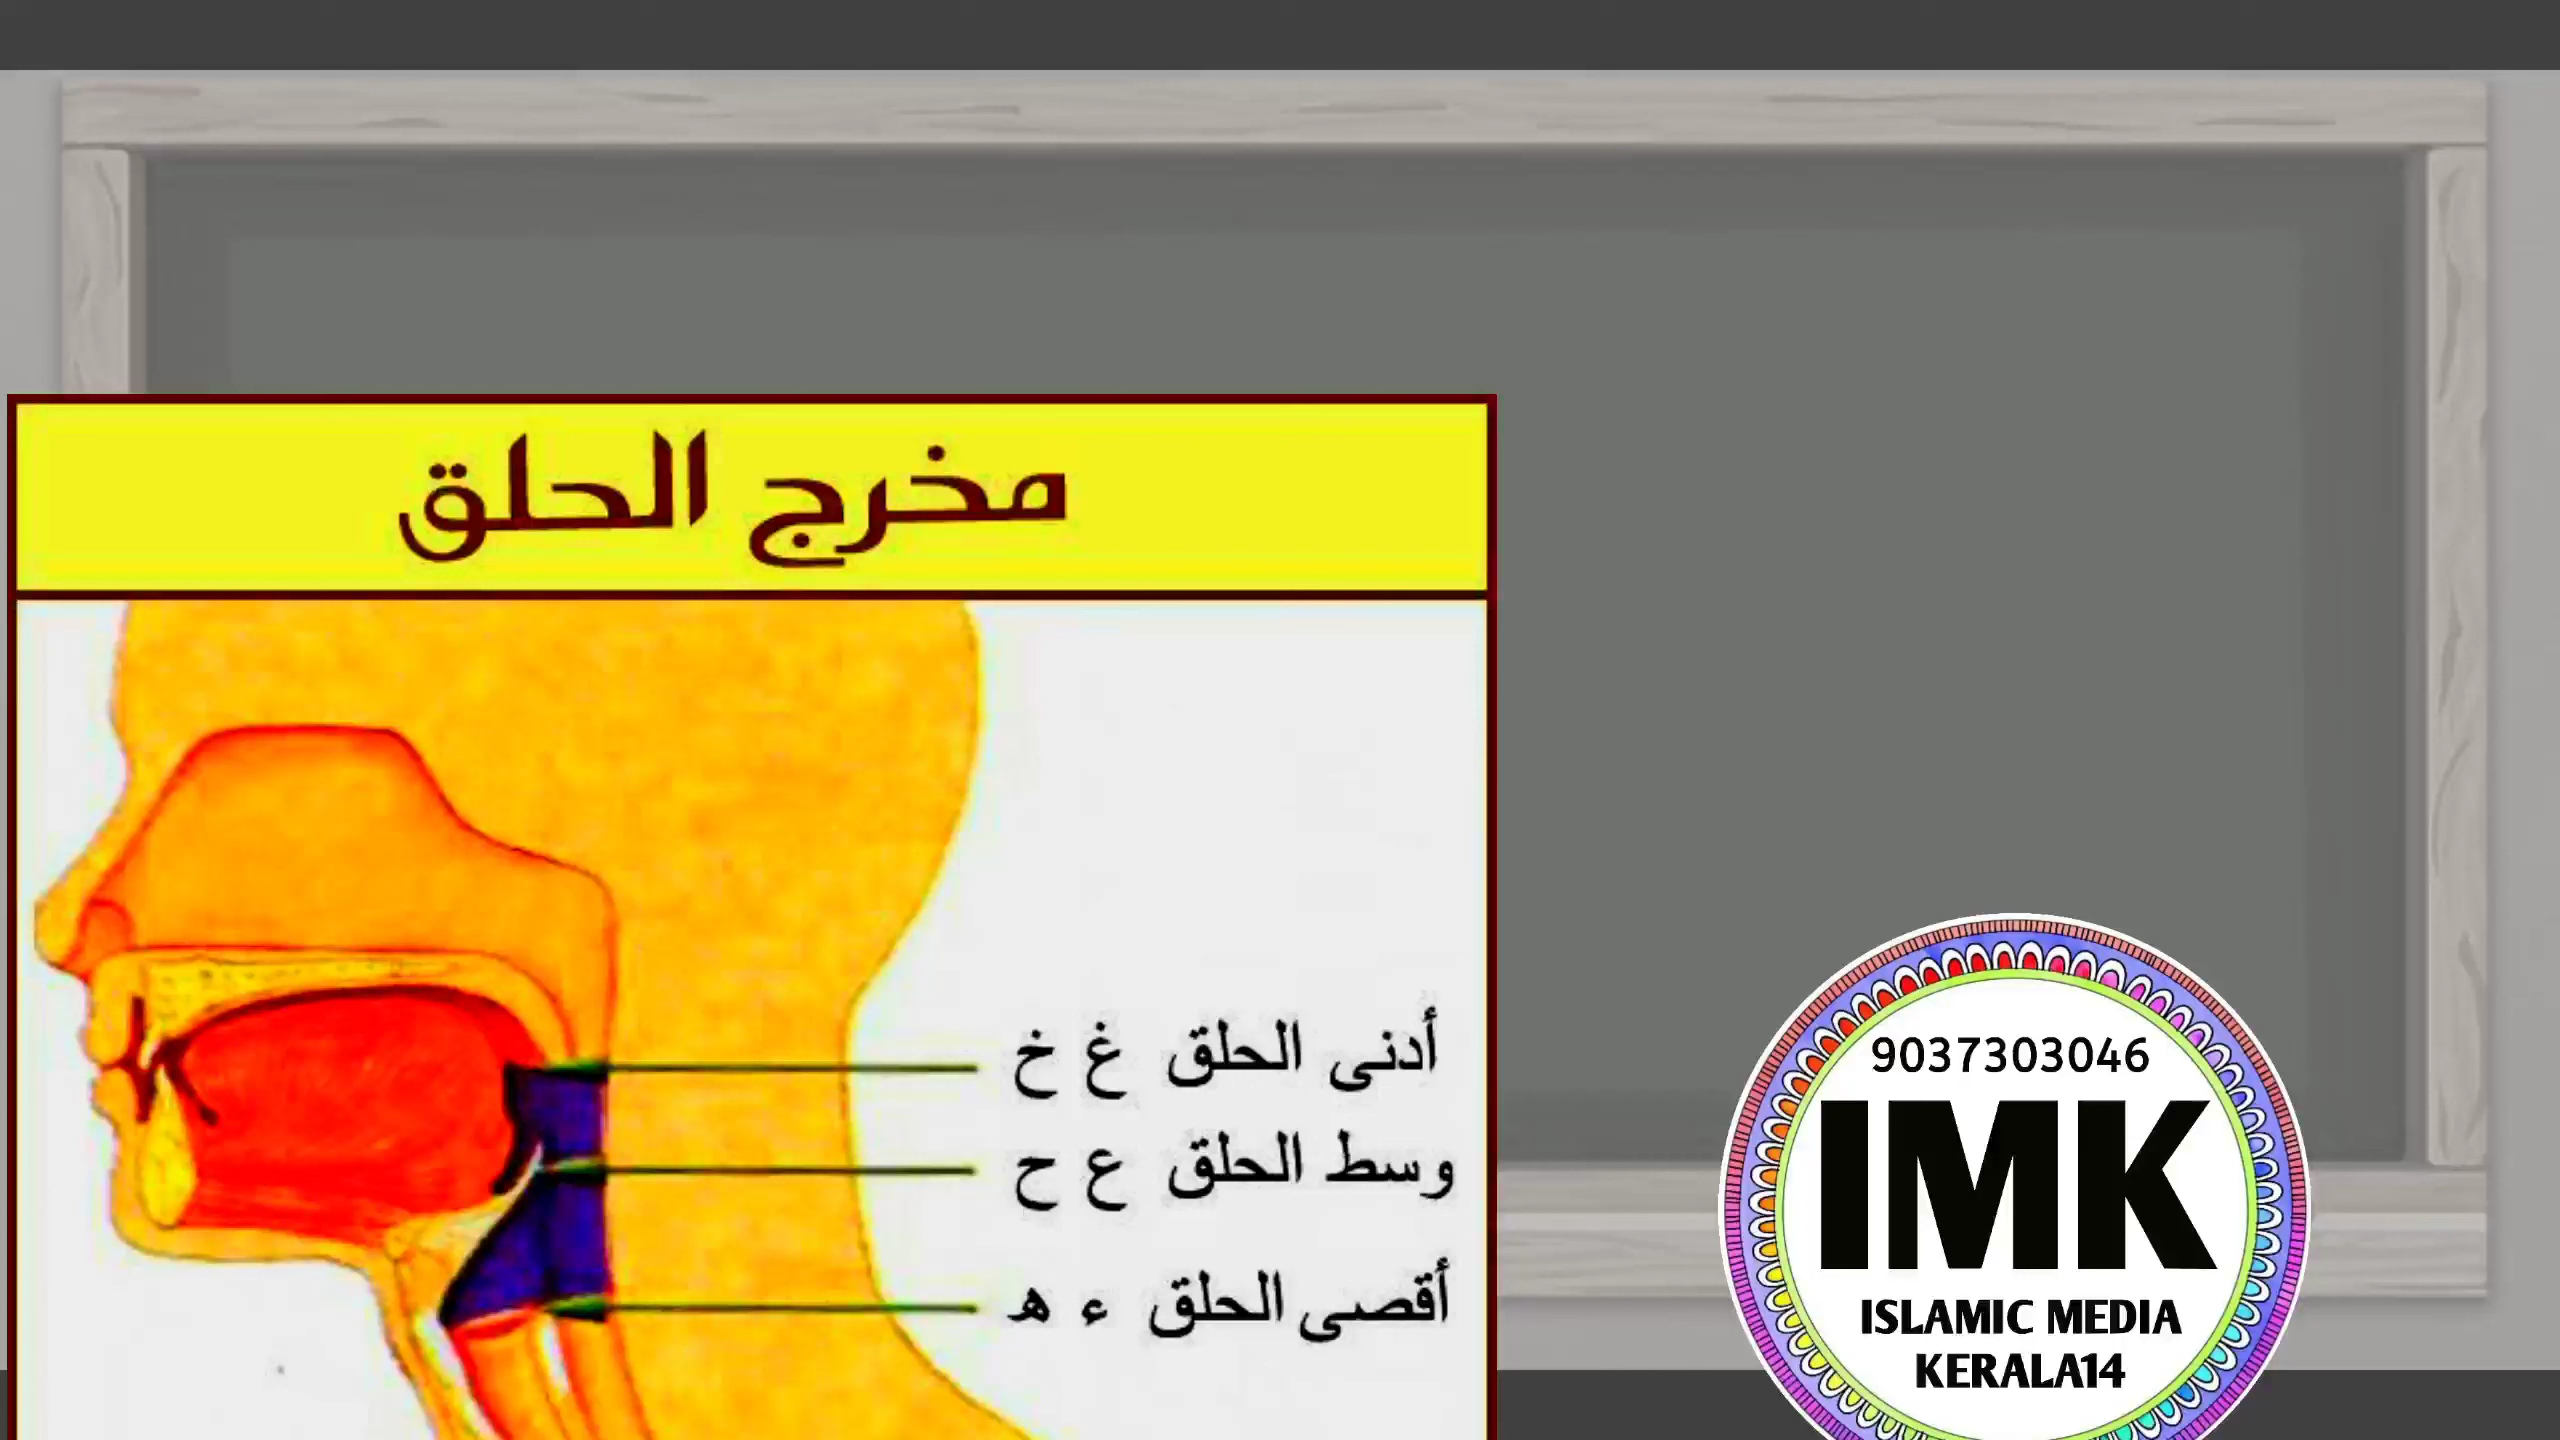 مخرج الحلق
أدنى الحلق غ خ
وسط الحلق ع ح
أقصى الحلق ء ه
9037303046
IMK
ISLAMIC MEDIA
KERALA14